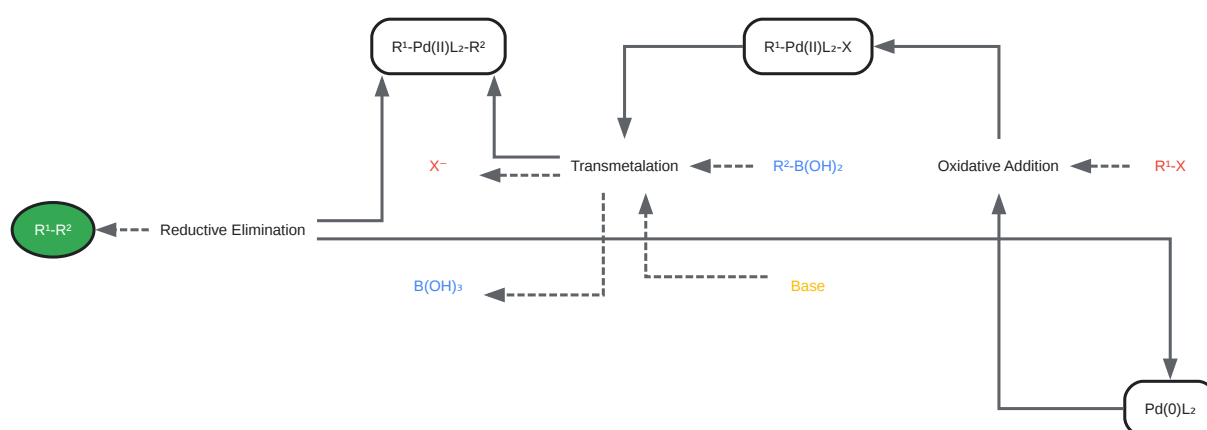 R¹-Pd(II)L₂-R²
R¹-Pd(II)L₂-X
X⁻
Transmetalation
R²-B(OH)₂
Oxidative Addition
R¹-X
R¹-R²
Reductive Elimination
B(OH)₃
Base
Pd(0)L₂